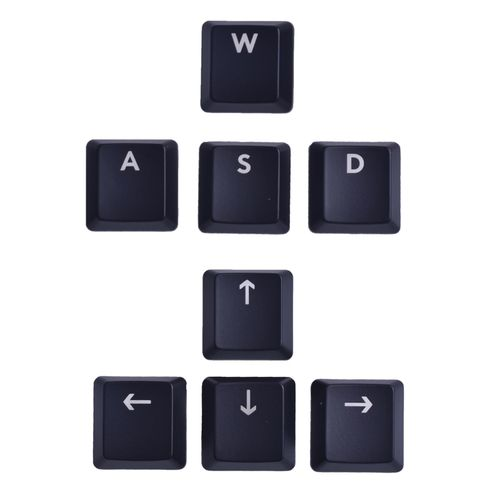 W
A S D
↑
← ↓ →